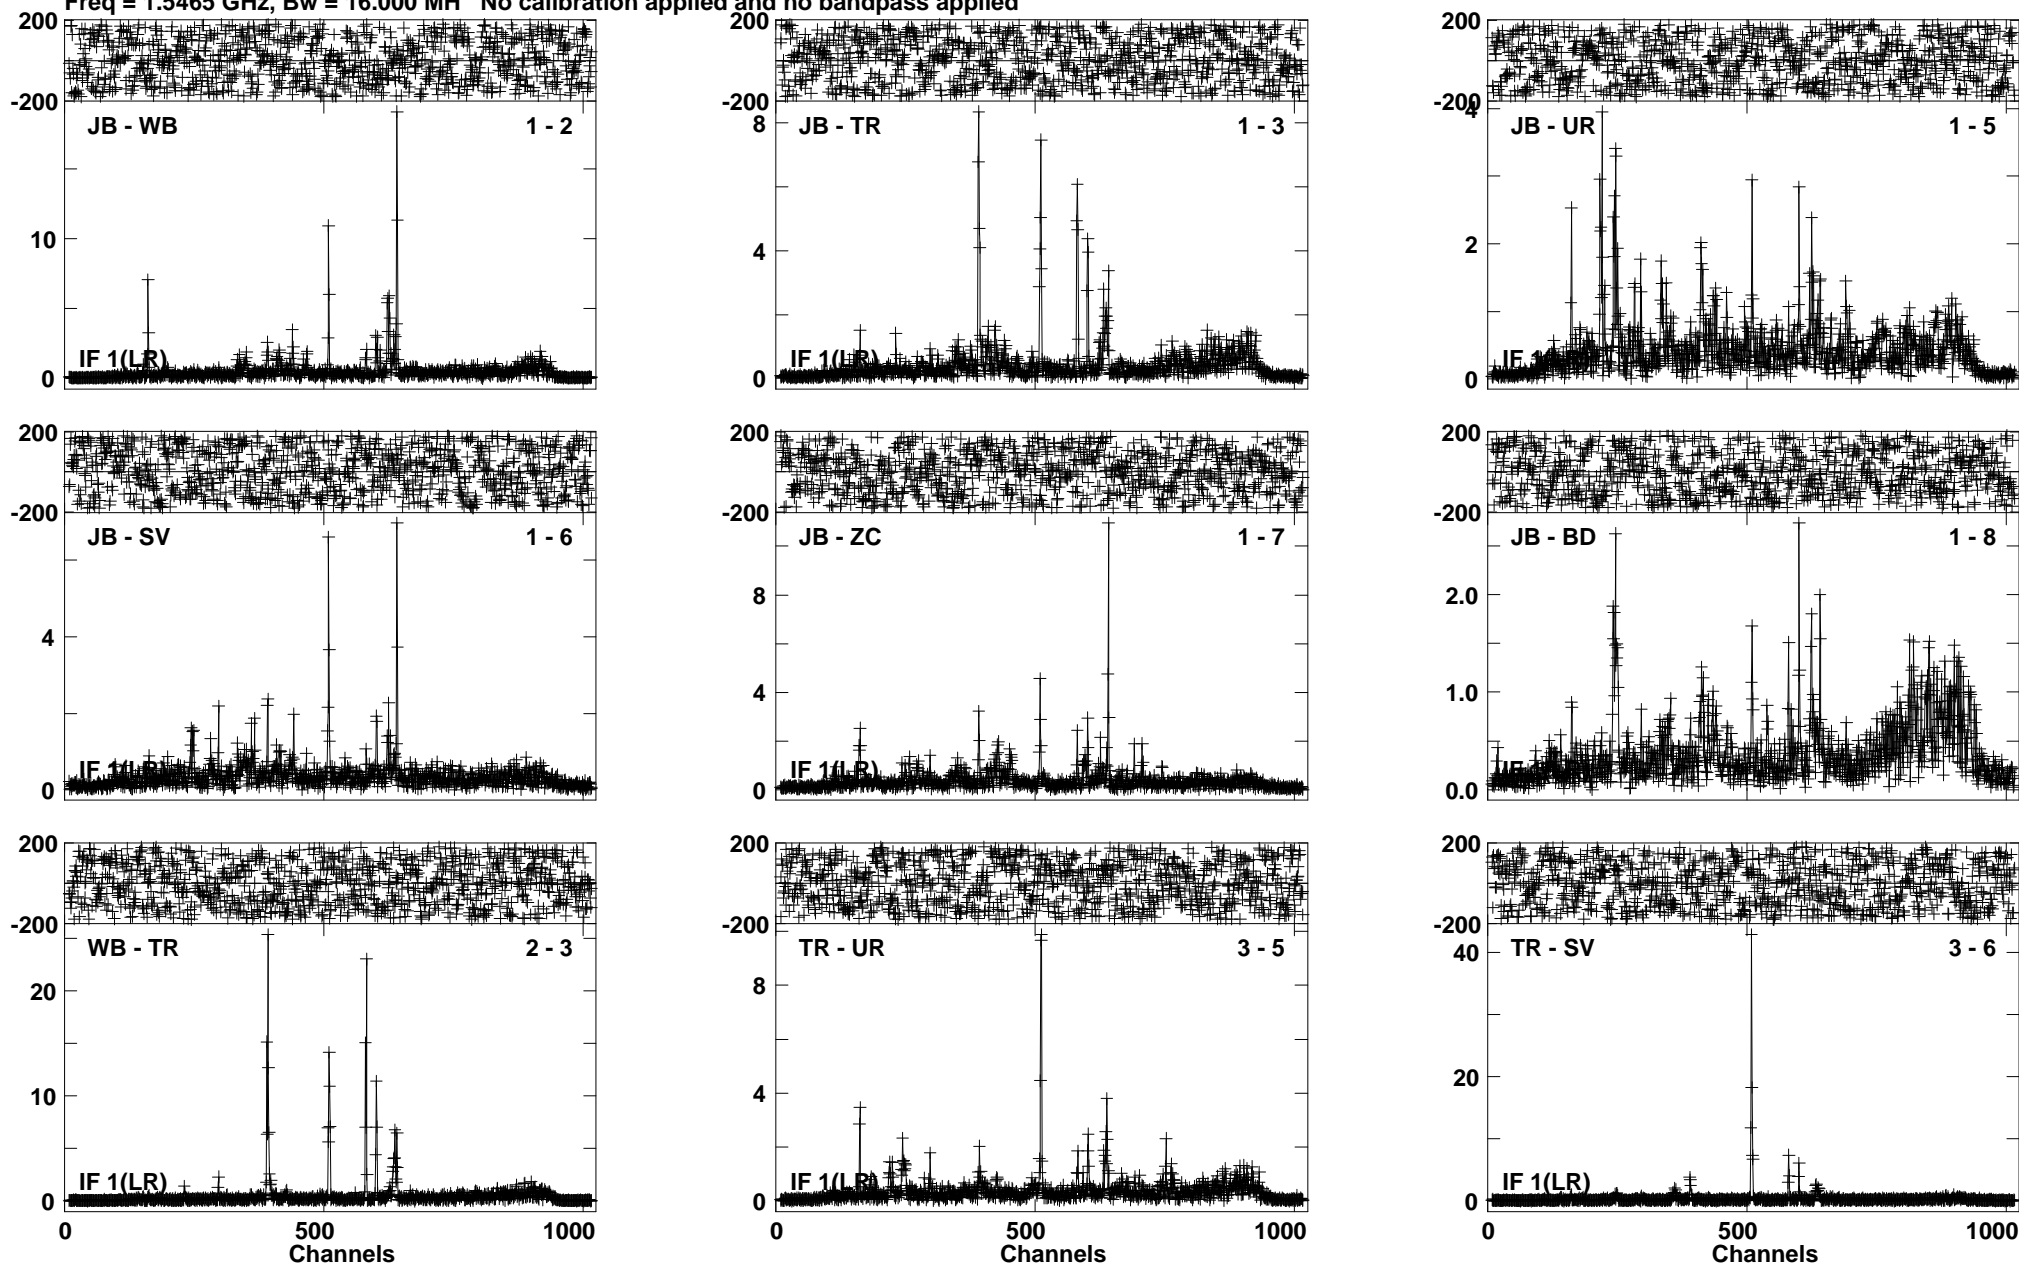 Freq = 1.5465 GHz, Bw = 16.000 MH No calibration applied and no bandpass applied
200
-200
JB - WB 1 - 2
10
0
IF 1(LR)
200
-200
JB - TR 1 - 3
8
4
0
IF 1(LR)
200
-200
JB - UR 1 - 5
4
2
0
IF 1(LR)
200
-200
JB - SV 1 - 6
4
0
IF 1(LR)
200
-200
JB - ZC 1 - 7
8
4
0
IF 1(LR)
200
-200
JB - BD 1 - 8
2.0
1.0
0.0
IF
200
-200
WB - TR 2 - 3
20
10
0
IF 1(LR)
0 500 1000
Channels
200
-200
TR - UR 3 - 5
8
4
0
IF 1(LR)
0 500 1000
Channels
200
-200
TR - SV 3 - 6
40
20
0
IF 1(LR)
0 500 1000
Channels